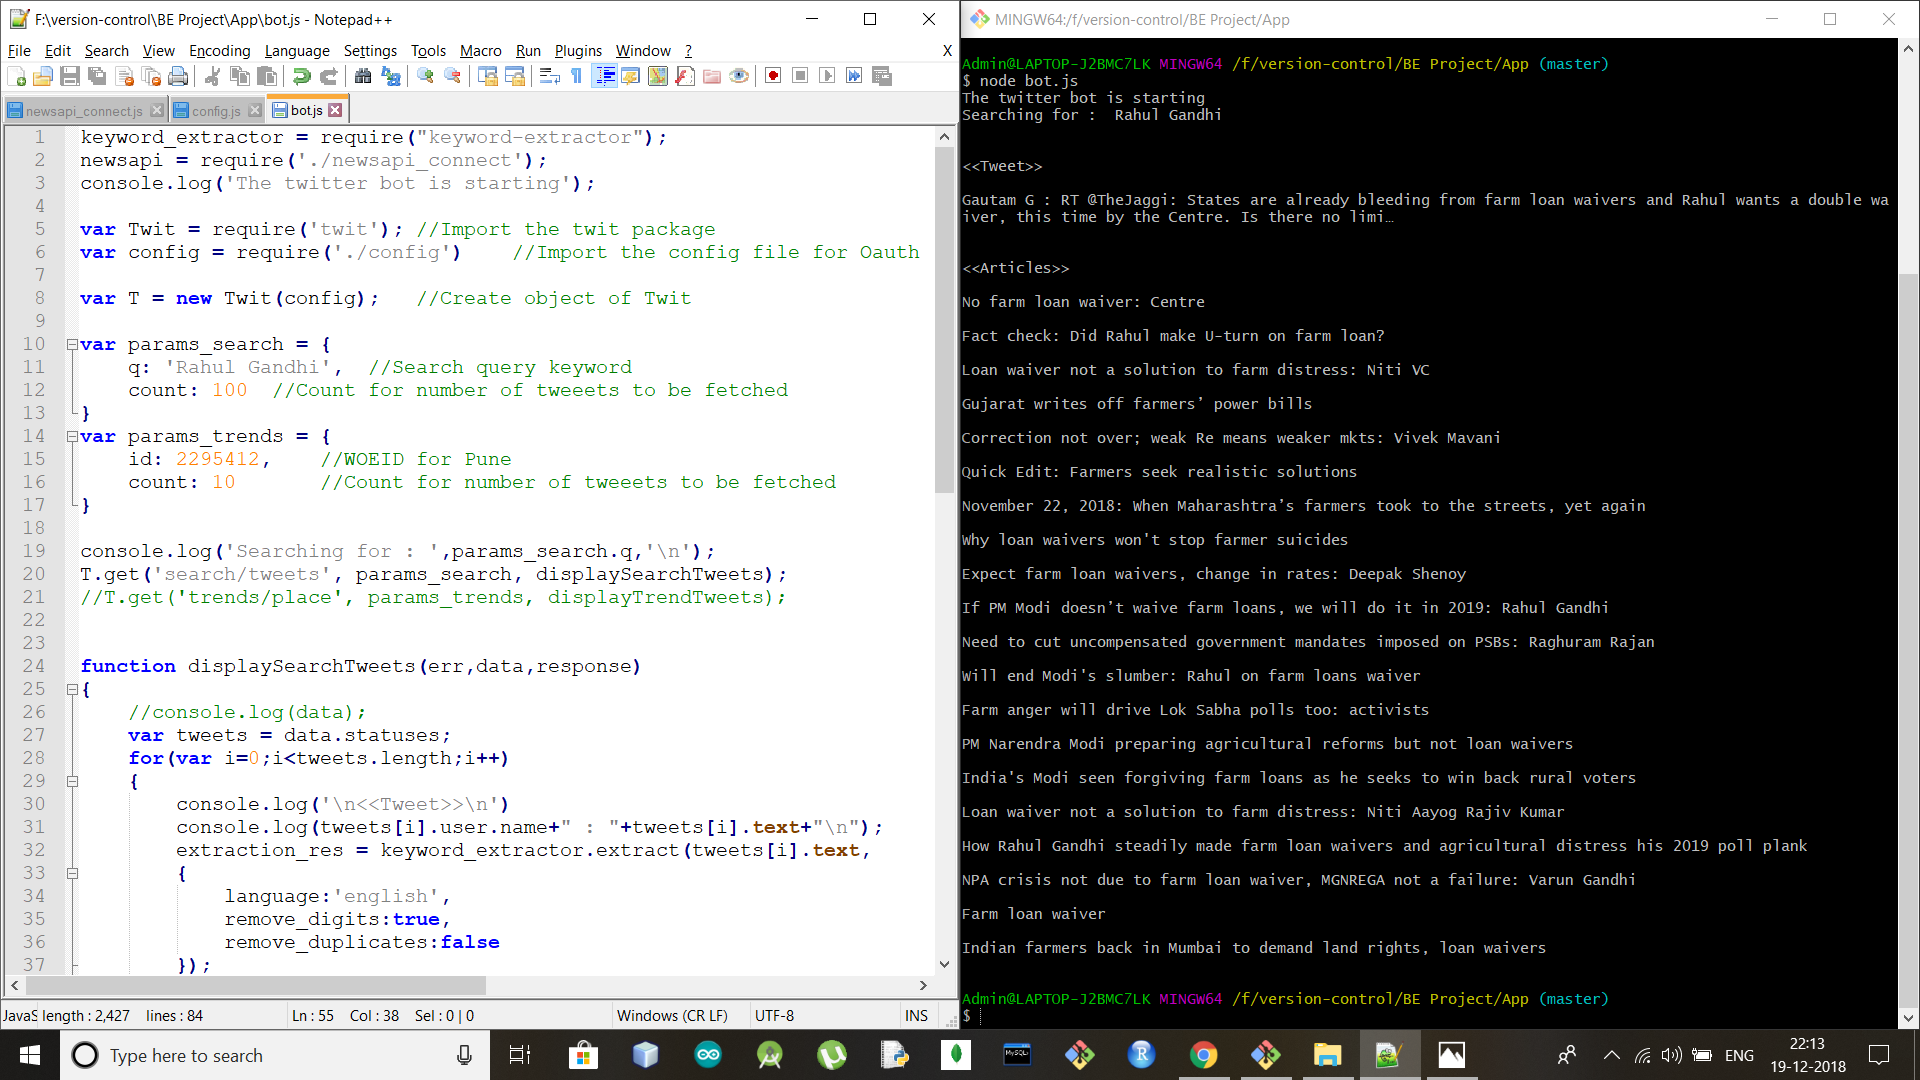 F:\version-control\BE Project\App\bot.js - Notepad++
File Edit Search View Encoding Language Settings Tools Macro Run Plugins Window ? X
newsapi_connect.js config.js bot.js
1 keyword_extractor = require("keyword-extractor");
2 newsapi = require('./newsapi_connect');
3 console.log('The twitter bot is starting');
4
5 var Twit = require('twit'); //Import the twit package
6 var config = require('./config') //Import the config file for Oauth
7
8 var T = new Twit(config); //Create object of Twit
9
10 var params_search = {
11 q: 'Rahul Gandhi', //Search query keyword
12 count: 100 //Count for number of tweeets to be fetched
13 }
14 var params_trends = {
15 id: 2295412, //WOEID for Pune
16 count: 10 //Count for number of tweeets to be fetched
17 }
18
19 console.log('Searching for : ',params_search.q,'\n');
20 T.get('search/tweets', params_search, displaySearchTweets);
21 //T.get('trends/place', params_trends, displayTrendTweets);
22
23
24 function displaySearchTweets(err,data,response)
25 {
26 //console.log(data);
27 var tweets = data.statuses;
28 for(var i=0;i<tweets.length;i++)
29 {
30 console.log('\n<<Tweet>>\n')
31 console.log(tweets[i].user.name+" : "+tweets[i].text+"\n");
32 extraction_res = keyword_extractor.extract(tweets[i].text,
33 {
34 language:'english',
35 remove_digits:true,
36 remove_duplicates:false
37 });
JavaS length : 2,427 lines : 84 Ln : 55 Col : 38 Sel : 0 | 0 Windows (CR LF) UTF-8 INS
MINGW64:/f/version-control/BE Project/App
Admin@LAPTOP-J2BMC7LK MINGW64 /f/version-control/BE Project/App (master)
$ node bot.js
The twitter bot is starting
Searching for :  Rahul Gandhi
<<Tweet>>
Gautam G : RT @TheJaggi: States are already bleeding from farm loan waivers and Rahul wants a double wa
iver, this time by the Centre. Is there no limi…
<<Articles>>
No farm loan waiver: Centre
Fact check: Did Rahul make U-turn on farm loan?
Loan waiver not a solution to farm distress: Niti VC
Gujarat writes off farmers’ power bills
Correction not over; weak Re means weaker mkts: Vivek Mavani
Quick Edit: Farmers seek realistic solutions
November 22, 2018: When Maharashtra’s farmers took to the streets, yet again
Why loan waivers won't stop farmer suicides
Expect farm loan waivers, change in rates: Deepak Shenoy
If PM Modi doesn’t waive farm loans, we will do it in 2019: Rahul Gandhi
Need to cut uncompensated government mandates imposed on PSBs: Raghuram Rajan
Will end Modi's slumber: Rahul on farm loans waiver
Farm anger will drive Lok Sabha polls too: activists
PM Narendra Modi preparing agricultural reforms but not loan waivers
India's Modi seen forgiving farm loans as he seeks to win back rural voters
Loan waiver not a solution to farm distress: Niti Aayog Rajiv Kumar
How Rahul Gandhi steadily made farm loan waivers and agricultural distress his 2019 poll plank
NPA crisis not due to farm loan waiver, MGNREGA not a failure: Varun Gandhi
Farm loan waiver
Indian farmers back in Mumbai to demand land rights, loan waivers
Admin@LAPTOP-J2BMC7LK MINGW64 /f/version-control/BE Project/App (master)
$
Type here to search
MySQL
R
ENG
22:13
19-12-2018